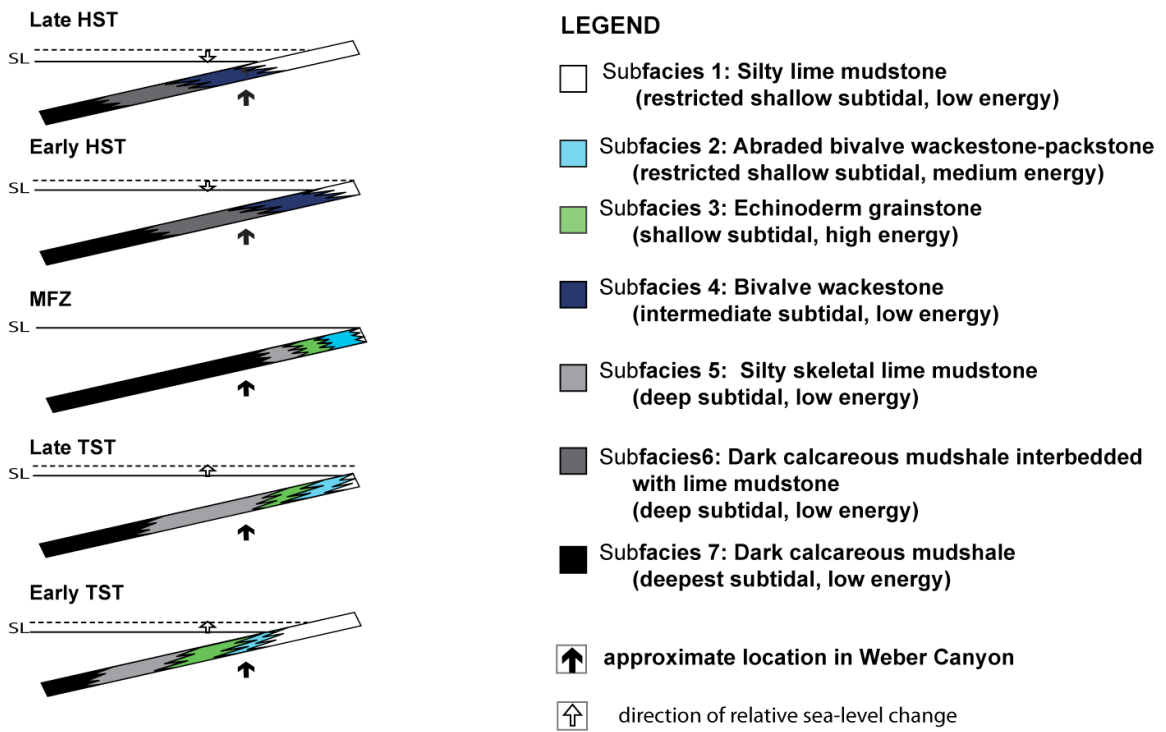 Late HST
SL
Early HST
SL
MFZ
SL
Late TST
SL
Early TST
SL
LEGEND
Subfacies 1: Silty lime mudstone
(restricted shallow subtidal, low energy)
Subfacies 2: Abraded bivalve wackestone-packstone
(restricted shallow subtidal, medium energy)
Subfacies 3: Echinoderm grainstone
(shallow subtidal, high energy)
Subfacies 4: Bivalve wackestone
(intermediate subtidal, low energy)
Subfacies 5: Silty skeletal lime mudstone
(deep subtidal, low energy)
Subfacies6: Dark calcareous mudshale interbedded
with lime mudstone
(deep subtidal, low energy)
Subfacies 7: Dark calcareous mudshale
(deepest subtidal, low energy)
approximate location in Weber Canyon
direction of relative sea-level change